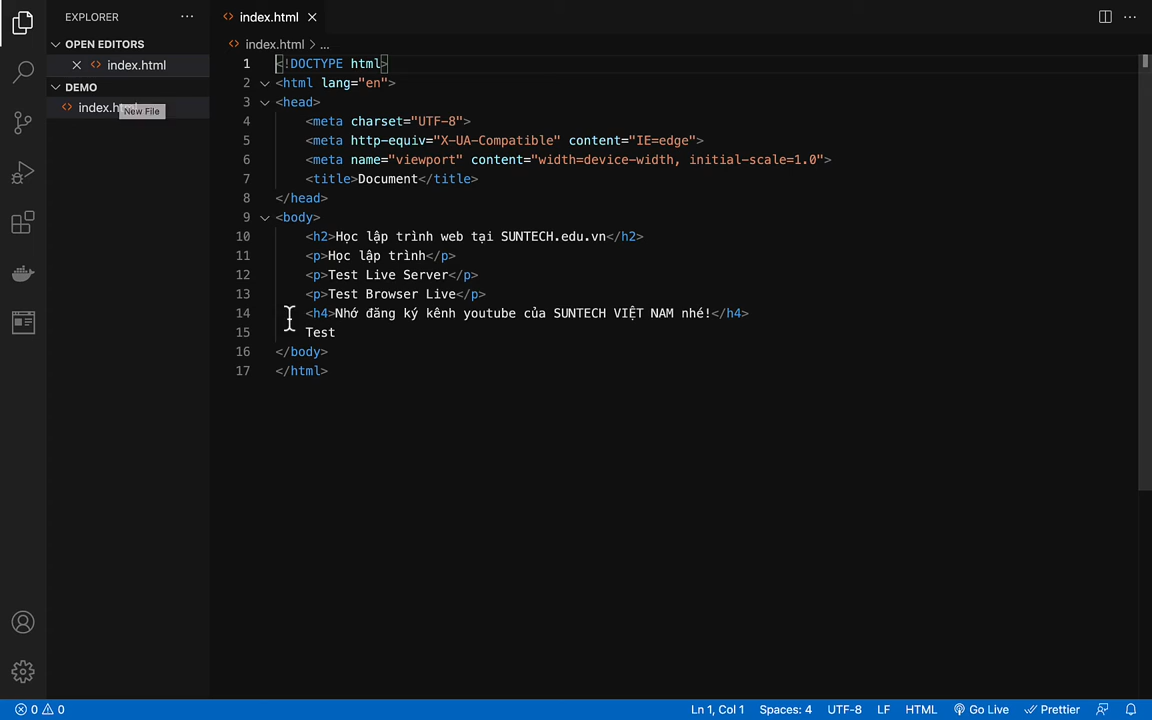 EXPLORER
OPEN EDITORS
index.html
DEMO
New File
index.html
index.html > ...
1 <!DOCTYPE html>
2 <html lang="en">
3 <head>
4 <meta charset="UTF-8">
5 <meta http-equiv="X-UA-Compatible" content="IE=edge">
6 <meta name="viewport" content="width=device-width, initial-scale=1.0">
7 <title>Document</title>
8 </head>
9 <body>
10 <h2>Học lập trình web tại SUNTECH.edu.vn</h2>
11 <p>Học lập trình</p>
12 <p>Test Live Server</p>
13 <p>Test Browser Live</p>
14 <h4>Nhớ đăng ký kênh youtube của SUNTECH VIỆT NAM nhé!</h4>
15 Test
16 </body>
17 </html>
0 0 Ln 1, Col 1 Spaces: 4 UTF-8 LF HTML Go Live Prettier